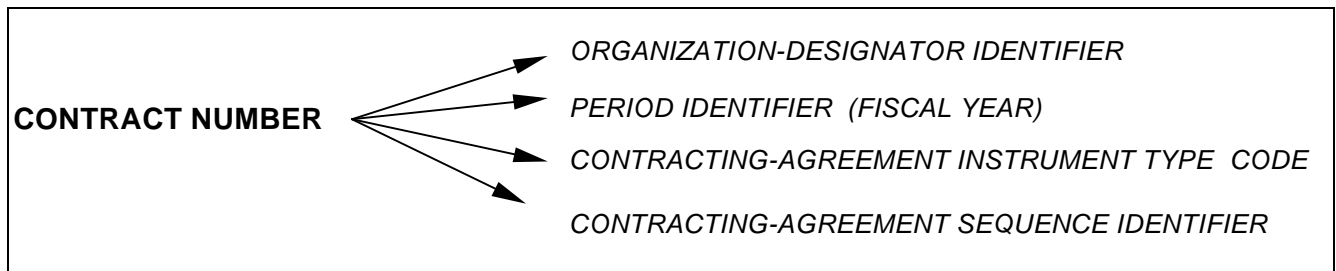 ORGANIZATION-DESIGNATOR IDENTIFIER
PERIOD IDENTIFIER (FISCAL YEAR)
CONTRACT NUMBER
CONTRACTING-AGREEMENT INSTRUMENT TYPE CODE
CONTRACTING-AGREEMENT SEQUENCE IDENTIFIER